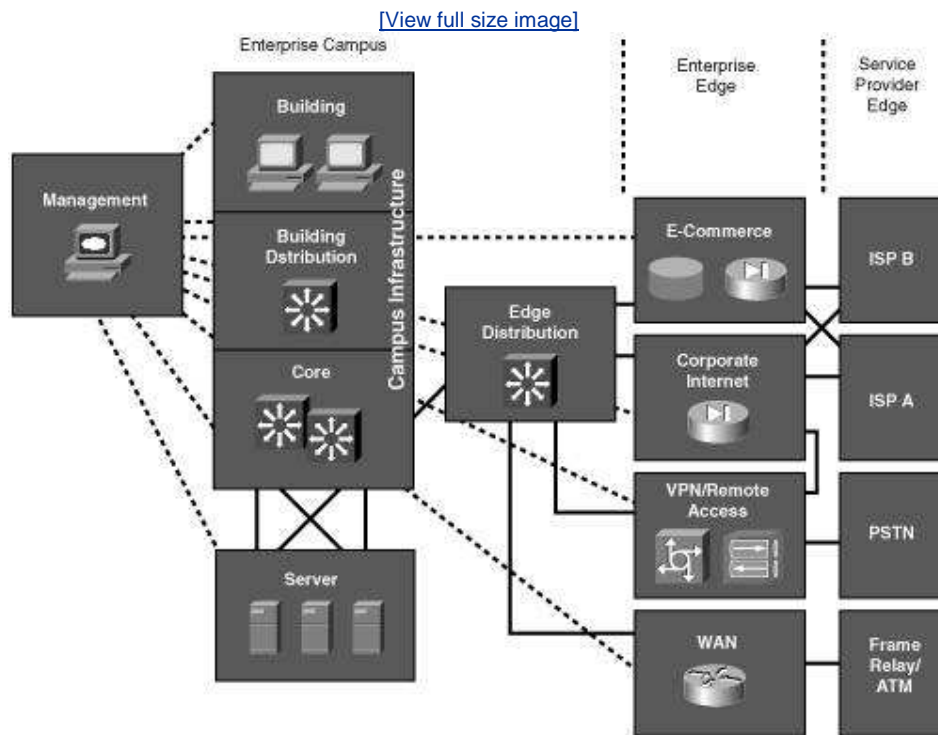 [View full size image]
Enterprise Campus
Enterprise
Edge
Service
Provider
Edge
Building
Management
Building
Dstribution
Campus Infrastructure
Core
Server
Edge
Distribution
E-Commerce
Corporate
Internet
VPN/Remote
Access
WAN
ISP B
ISP A
PSTN
Frame
Relay/
ATM